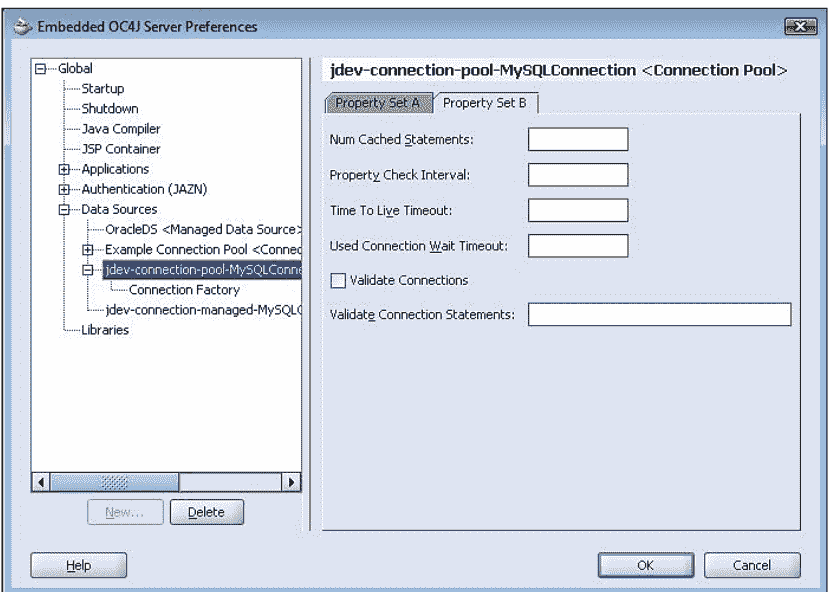 Embedded OC4J Server Preferences
Global
Startup
Shutdown
Java Compiler
JSP Container
Applications
Authentication (JAZN)
Data Sources
OracleDS <Managed Data Source>
Example Connection Pool <Connec
jdev-connection-pool-MySQLConne
Connection Factory
jdev-connection-managed-MySQL
Libraries
New...
Delete
jdev-connection-pool-MySQLConnection <Connection Pool>
Property Set A
Property Set B
Num Cached Statements:
Property Check Interval:
Time To Live Timeout:
Used Connection Wait Timeout:
Validate Connections
Validate Connection Statements:
Help
OK
Cancel